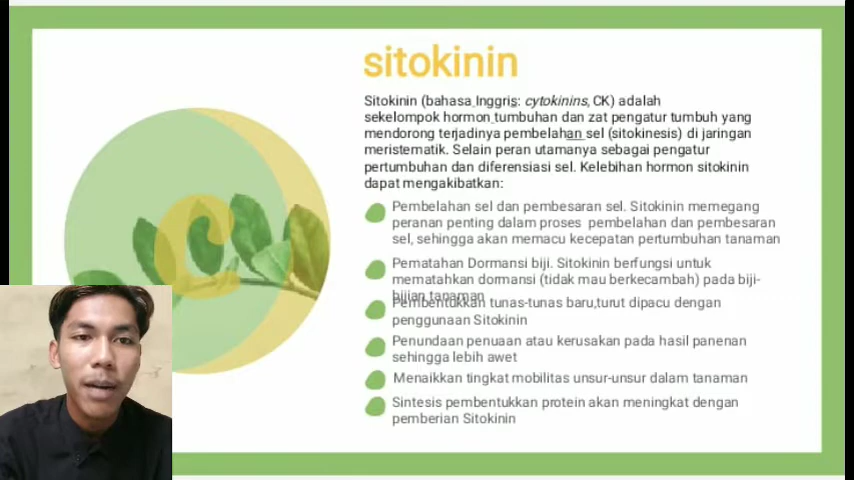 sitokinin
Sitokinin (bahasa Inggris: cytokinins, CK) adalah
sekelompok hormon tumbuhan dan zat pengatur tumbuh yang
mendorong terjadinya pembelahan sel (sitokinesis) di jaringan
meristematik. Selain peran utamanya sebagai pengatur
pertumbuhan dan diferensiasi sel. Kelebihan hormon sitokinin
dapat mengakibatkan:
Pembelahan sel dan pembesaran sel. Sitokinin memegang
peranan penting dalam proses pembelahan dan pembesaran
sel, sehingga akan memacu kecepatan pertumbuhan tanaman
Pematahan Dormansi biji. Sitokinin berfungsi untuk
mematahkan dormansi (tidak mau berkecambah) pada biji-
bijian tanaman
Pembentukkan tunas-tunas baru,turut dipacu dengan
penggunaan Sitokinin
Penundaan penuaan atau kerusakan pada hasil panenan
sehingga lebih awet
Menaikkan tingkat mobilitas unsur-unsur dalam tanaman
Sintesis pembentukkan protein akan meningkat dengan
pemberian Sitokinin